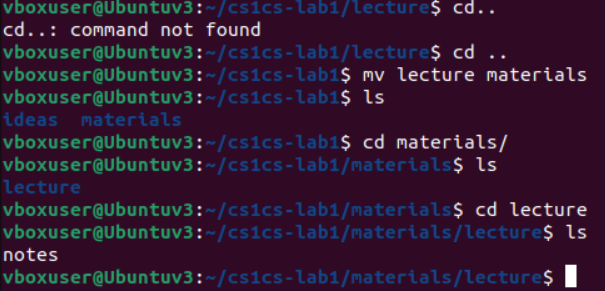 vboxuser@Ubuntuv3:~/cs1cs-lab1/lecture$ cd..
cd..: command not found
vboxuser@Ubuntuv3:~/cs1cs-lab1/lecture$ cd ..
vboxuser@Ubuntuv3:~/cs1cs-lab1$ mv lecture materials
vboxuser@Ubuntuv3:~/cs1cs-lab1$ ls
ideas  materials
vboxuser@Ubuntuv3:~/cs1cs-lab1$ cd materials/
vboxuser@Ubuntuv3:~/cs1cs-lab1/materials$ ls
lecture
vboxuser@Ubuntuv3:~/cs1cs-lab1/materials$ cd lecture
vboxuser@Ubuntuv3:~/cs1cs-lab1/materials/lecture$ ls
notes
vboxuser@Ubuntuv3:~/cs1cs-lab1/materials/lecture$